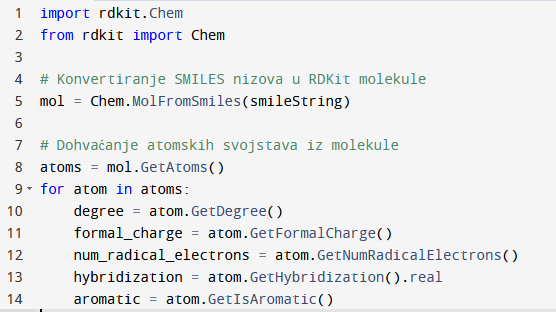 1 import rdkit.Chem
2 from rdkit import Chem
3
4 # Konvertiranje SMILES nizova u RDKit molekule
5 mol = Chem.MolFromSmiles(smileString)
6
7 # Dohvaćanje atomskih svojstava iz molekule
8 atoms = mol.GetAtoms()
9 for atom in atoms:
10     degree = atom.GetDegree()
11     formal_charge = atom.GetFormalCharge()
12     num_radical_electrons = atom.GetNumRadicalElectrons()
13     hybridization = atom.GetHybridization().real
14     aromatic = atom.GetIsAromatic()